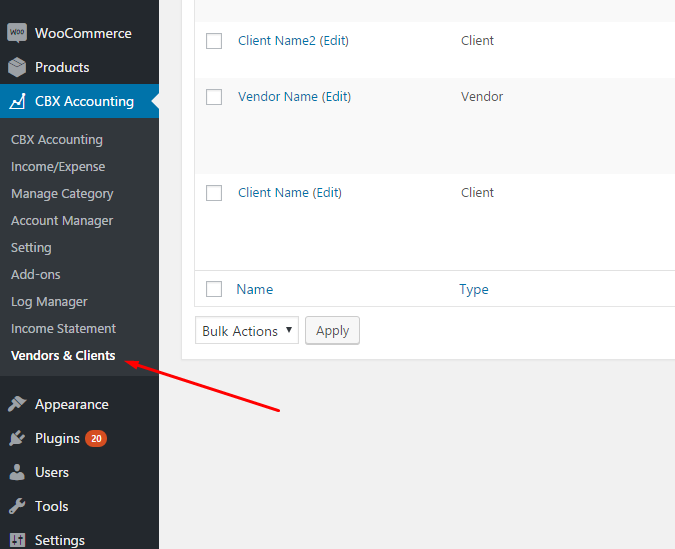 WOO
WooCommerce
Products
CBX Accounting
CBX Accounting
Income/Expense
Manage Category
Account Manager
Setting
Add-ons
Log Manager
Income Statement
Vendors & Clients
Appearance
Plugins 20
Users
Tools
Settings
Client Name2 (Edit) Client
Vendor Name (Edit) Vendor
Client Name (Edit) Client
Name Type
Bulk Actions Apply